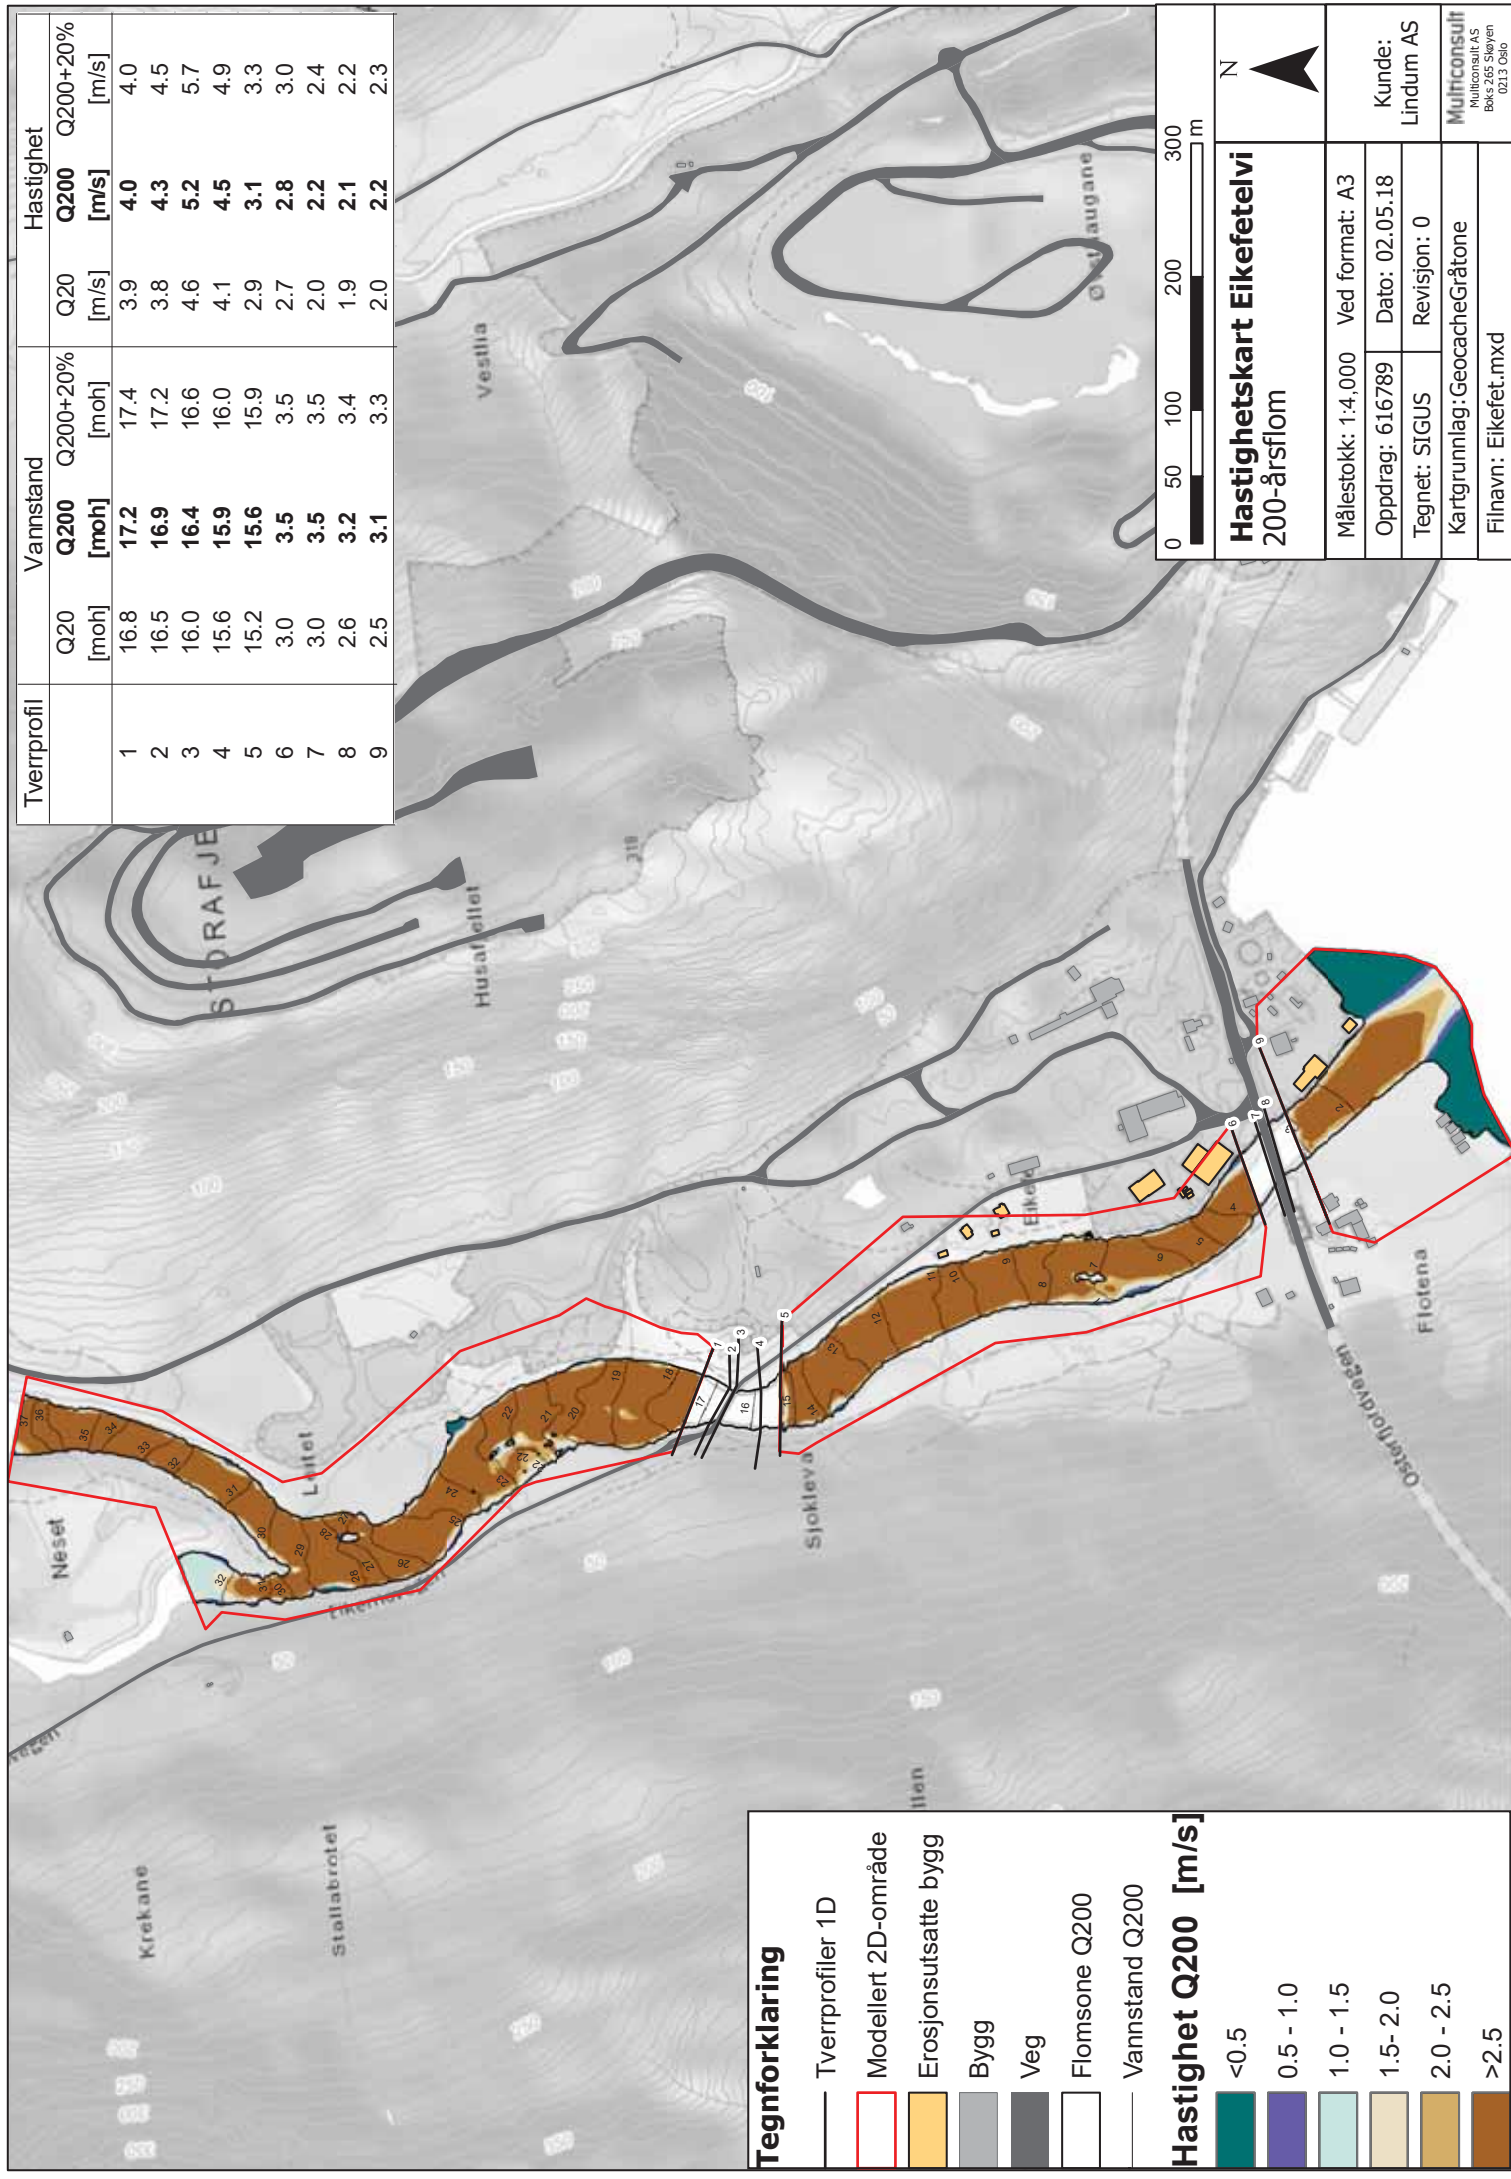 Tverrprofil Vannstand Hastighet
Q20 Q200 Q200+20% Q20 Q200 Q200+20%
[moh] [moh] [moh] [m/s] [m/s] [m/s]
1 16.8 17.2 17.4 3.9 4.0 4.0
2 16.5 16.9 17.2 3.8 4.3 4.5
3 16.0 16.4 16.6 4.6 5.2 5.7
4 15.6 15.9 16.0 4.1 4.5 4.9
5 15.2 15.6 15.9 2.9 3.1 3.3
6 3.0 3.5 3.5 2.7 2.8 3.0
7 3.0 3.5 3.5 2.0 2.2 2.4
8 2.6 3.2 3.4 1.9 2.1 2.2
9 2.5 3.1 3.3 2.0 2.2 2.3
Krekane
Stallabrotet
Neset
Leitet
STORAFJE
Husafjellet
Vestlia
318
Sjokleva
Flotena
Osterfjordvegen
llen
Tegnforklaring
Tverrprofiler 1D
Modellert 2D-område
Erosjonsutsatte bygg
Bygg
Veg
Flomsone Q200
Vannstand Q200
Hastighet Q200 [m/s]
<0.5
0.5 - 1.0
1.0 - 1.5
1.5- 2.0
2.0 - 2.5
>2.5
0 50 100 200 300
m
Hastighetskart Eikefetelvi
200-årsflom
N
Målestokk: 1:4,000 Ved format: A3
Oppdrag: 616789 Dato: 02.05.18
Tegnet: SIGUS Revisjon: 0
Kartgrunnlag:GeocacheGråtone
Filnavn: Eikefet.mxd
Kunde:
Lindum AS
Multiconsult
Multiconsult AS
Boks 265 Skøyen
0213 Oslo